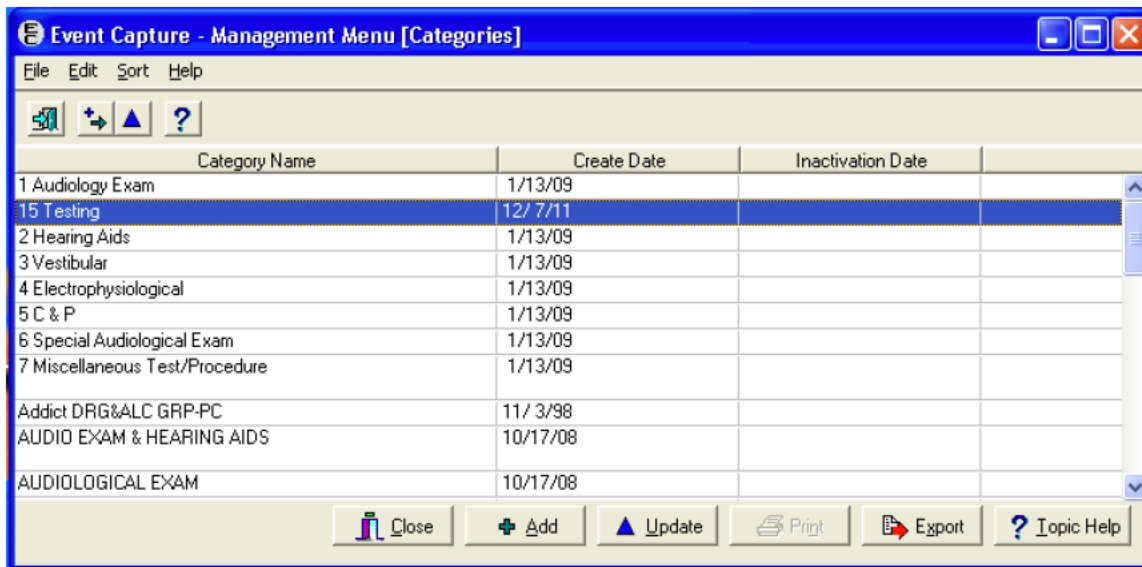 Event Capture - Management Menu [Categories]
File Edit Sort Help
Category Name Create Date Inactivation Date
1 Audiology Exam 1/13/09
15 Testing 12/ 7/11
2 Hearing Aids 1/13/09
3 Vestibular 1/13/09
4 Electrophysiological 1/13/09
5 C & P 1/13/09
6 Special Audiological Exam 1/13/09
7 Miscellaneous Test/Procedure 1/13/09
Addict DRG&ALC GRP-PC 11/ 3/98
AUDIO EXAM & HEARING AIDS 10/17/08
AUDIOLOGICAL EXAM 10/17/08
Close Add Update Print Export Topic Help